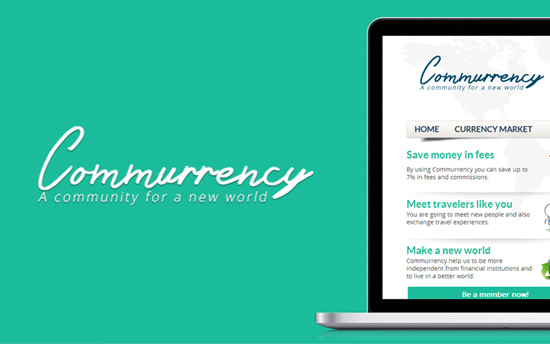 Commurrency
A community for a new world
Commurrency
A community for a new world
HOME CURRENCY MARKET
Save money in fees
By using Commurrency you can save up to
7% in fees and commissions.
Meet travelers like you
You are going to meet new people and also
exchange travel experiences.
Make a new world
Commurrency help us to be more
independent from financial institutions and
to live in a better world.
Be a member now!